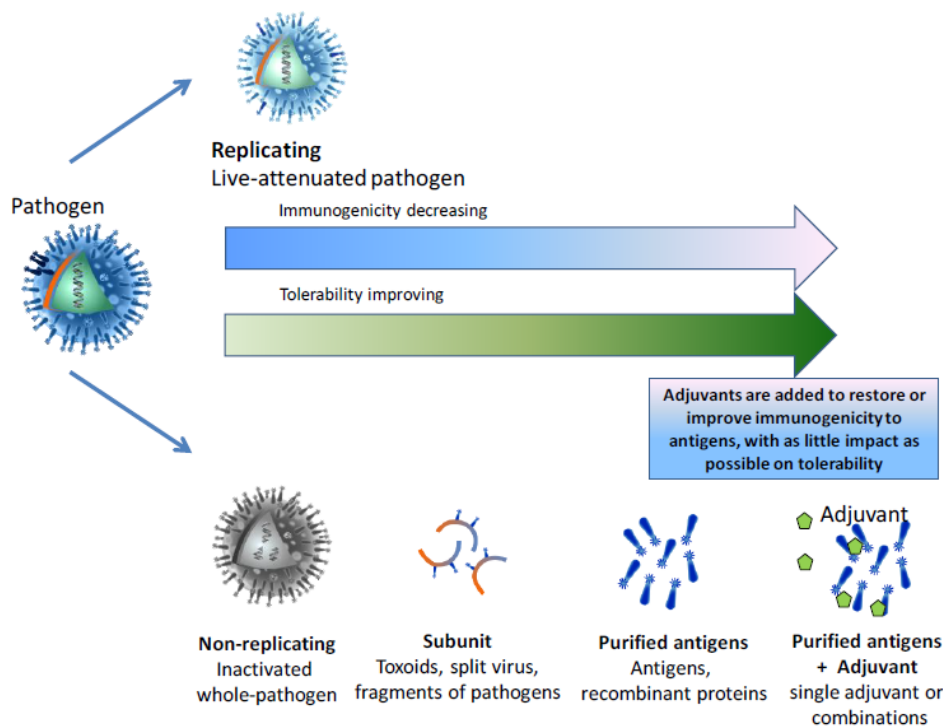 Replicating
Live-attenuated pathogen
Pathogen
Immunogenicity decreasing
Tolerability improving
Adjuvants are added to restore or
improve immunogenicity to
antigens, with as little impact as
possible on tolerability
Adjuvant
Non-replicating
Inactivated
whole-pathogen
Subunit
Toxoids, split virus,
fragments of pathogens
Purified antigens
Antigens,
recombinant proteins
Purified antigens
+ Adjuvant
single adjuvant or
combinations